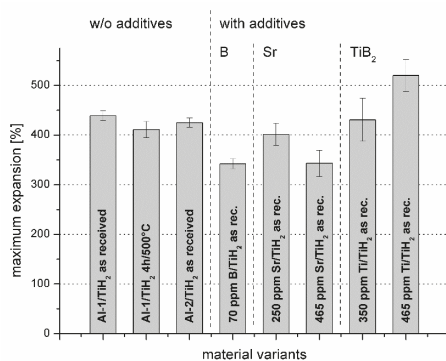 w/o additives
with additives
B
Sr
TiB2
maximum expansion [%]
500
400
300
200
100
0
Al-1/TiH2 as received
Al-1/TiH2 4h/500°C
Al-2/TiH2 as received
70 ppm B/TiH2 as rec.
250 ppm Sr/TiH2 as rec.
465 ppm Sr/TiH2 as rec.
350 ppm Ti/TiH2 as rec.
465 ppm Ti/TiH2 as rec.
material variants